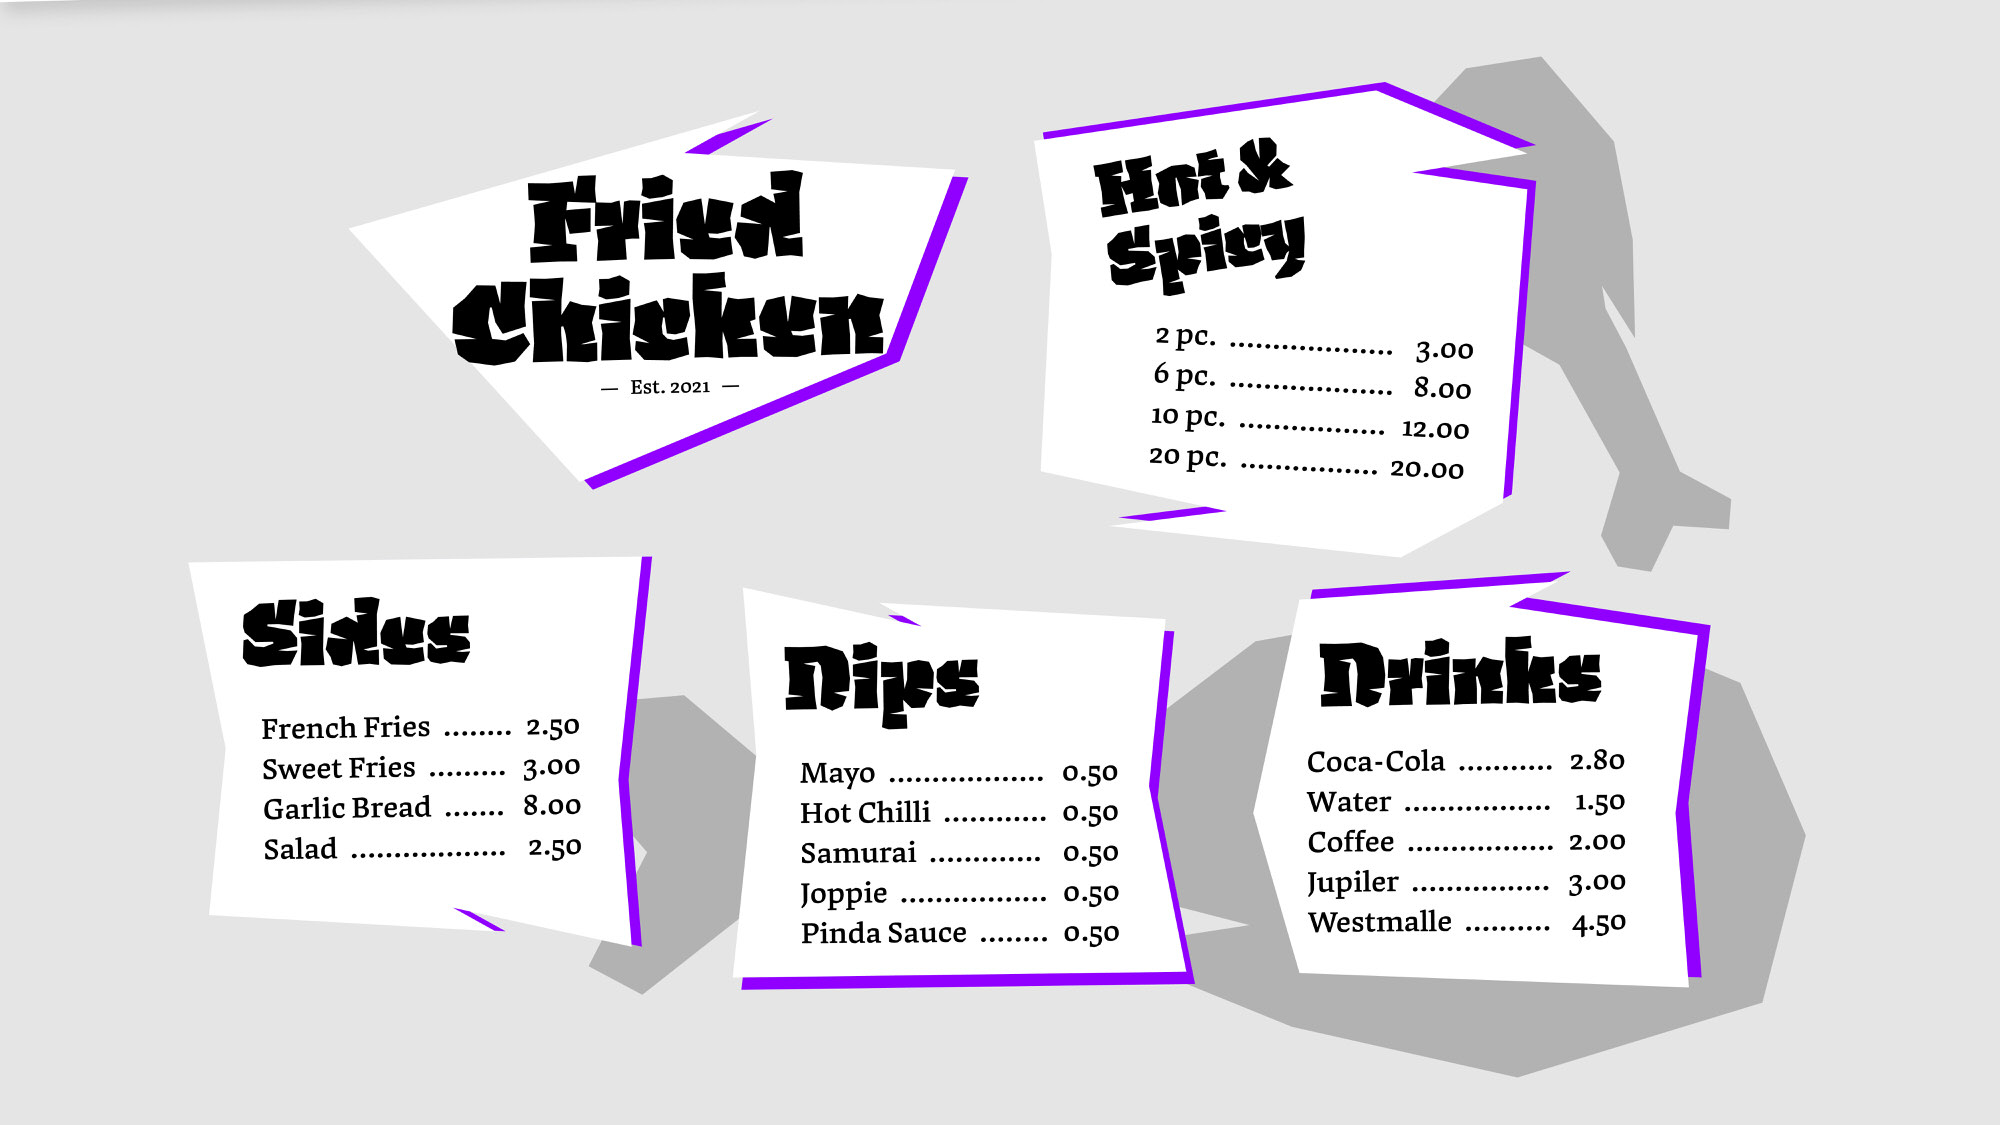 Fried
Chicken
— Est. 2021 —
Hot &
Spicy
2 pc. ................... 3.00
6 pc. ................... 8.00
10 pc. ................. 12.00
20 pc. ................ 20.00
Sides
French Fries ........ 2.50
Sweet Fries ......... 3.00
Garlic Bread ....... 8.00
Salad .................. 2.50
Dips
Mayo .................. 0.50
Hot Chilli ............ 0.50
Samurai ............. 0.50
Joppie ................. 0.50
Pinda Sauce ........ 0.50
Drinks
Coca-Cola ........... 2.80
Water ................. 1.50
Coffee ................. 2.00
Jupiler ................ 3.00
Westmalle .......... 4.50